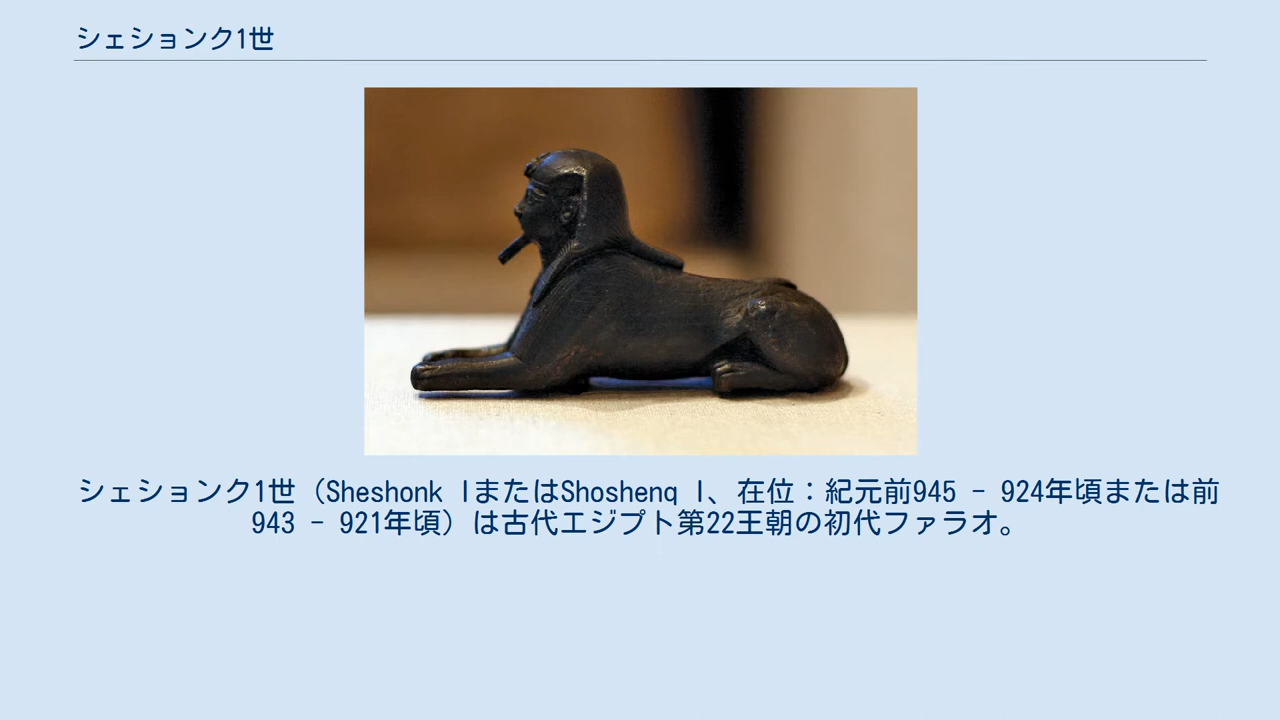 シェションク1世
シェションク1世（Sheshonk IまたはShoshenq I、在位：紀元前945 - 924年頃または前
943 - 921年頃）は古代エジプト第22王朝の初代ファラオ。